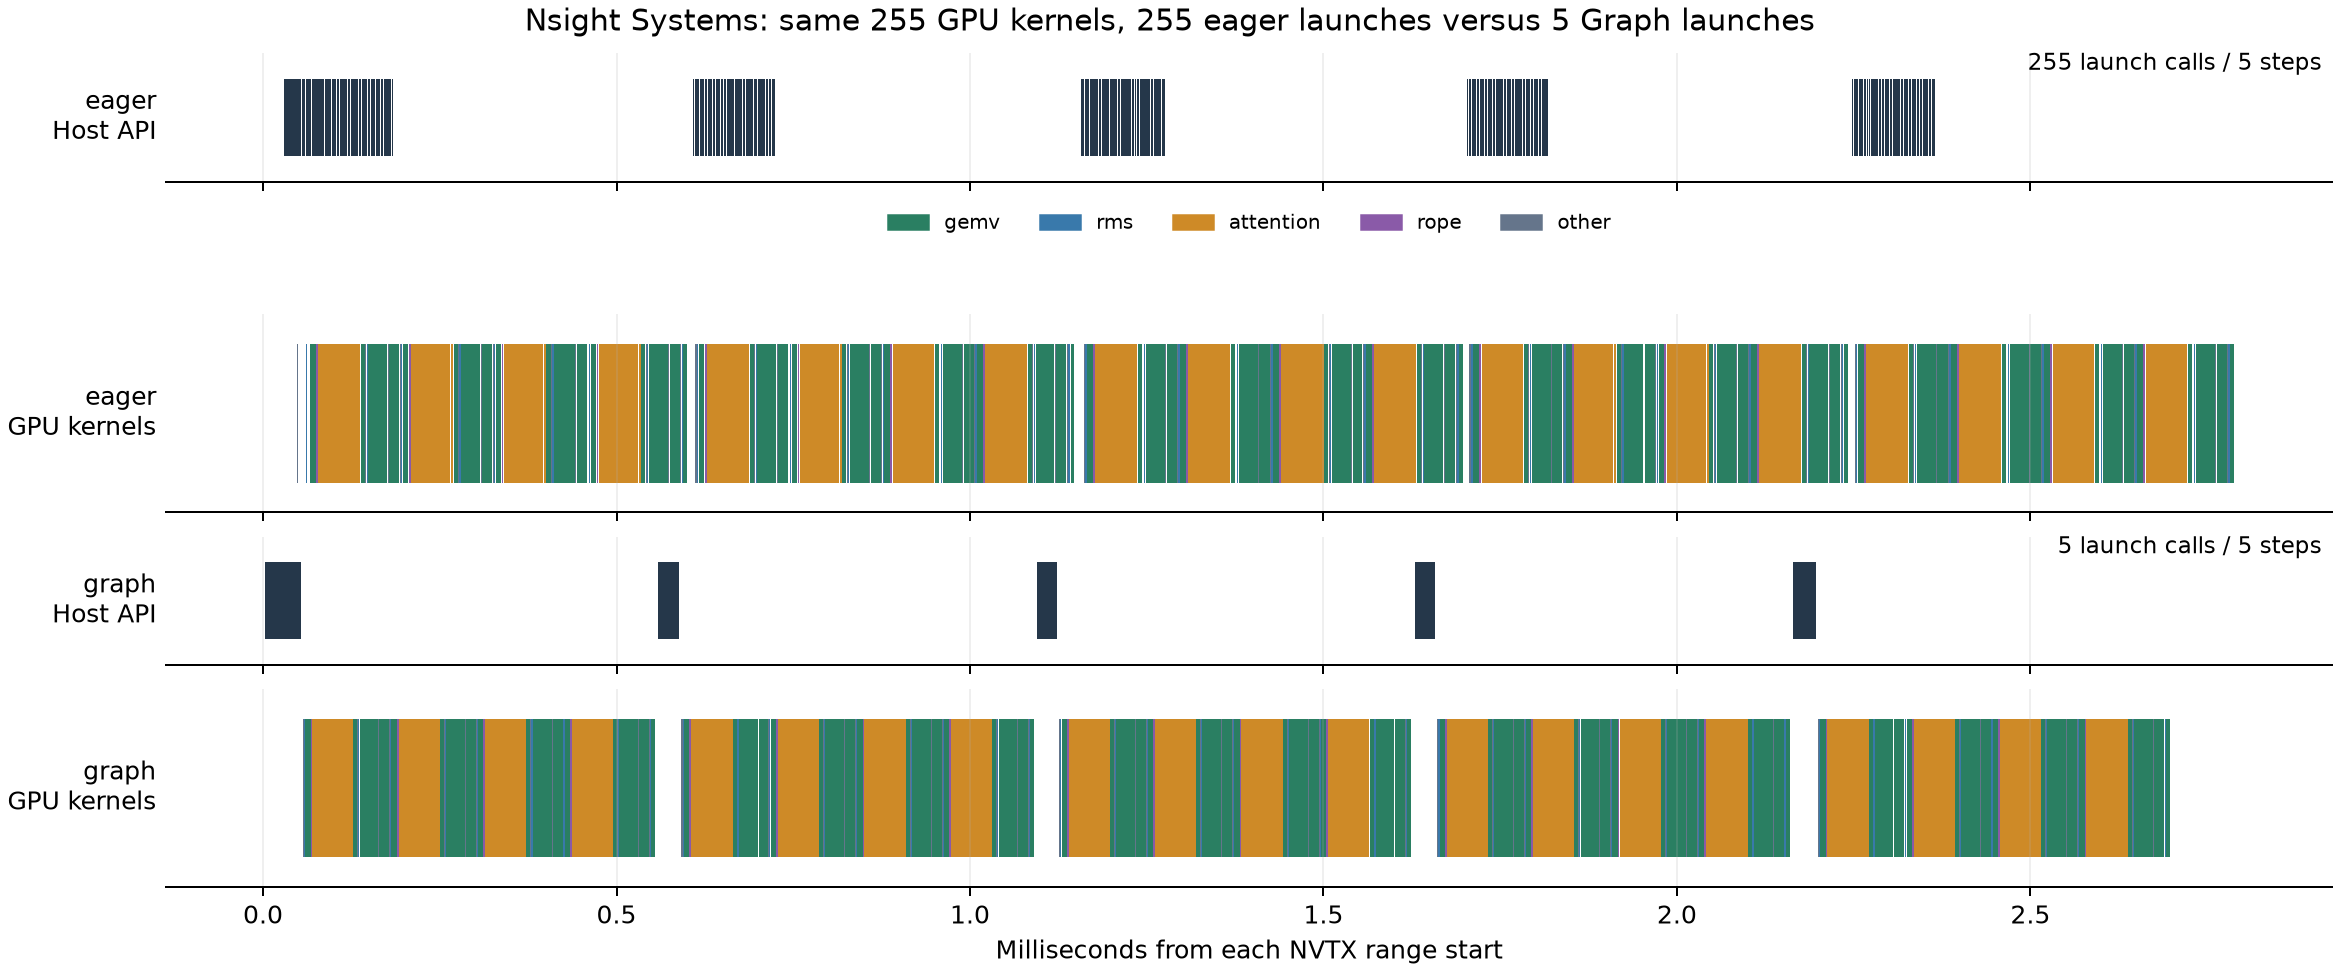 Nsight Systems: same 255 GPU kernels, 255 eager launches versus 5 Graph launches
255 launch calls / 5 steps
eager
Host API
gemv
rms
attention
rope
other
eager
GPU kernels
5 launch calls / 5 steps
graph
Host API
graph
GPU kernels
0.0
0.5
1.0
1.5
2.0
2.5
Milliseconds from each NVTX range start